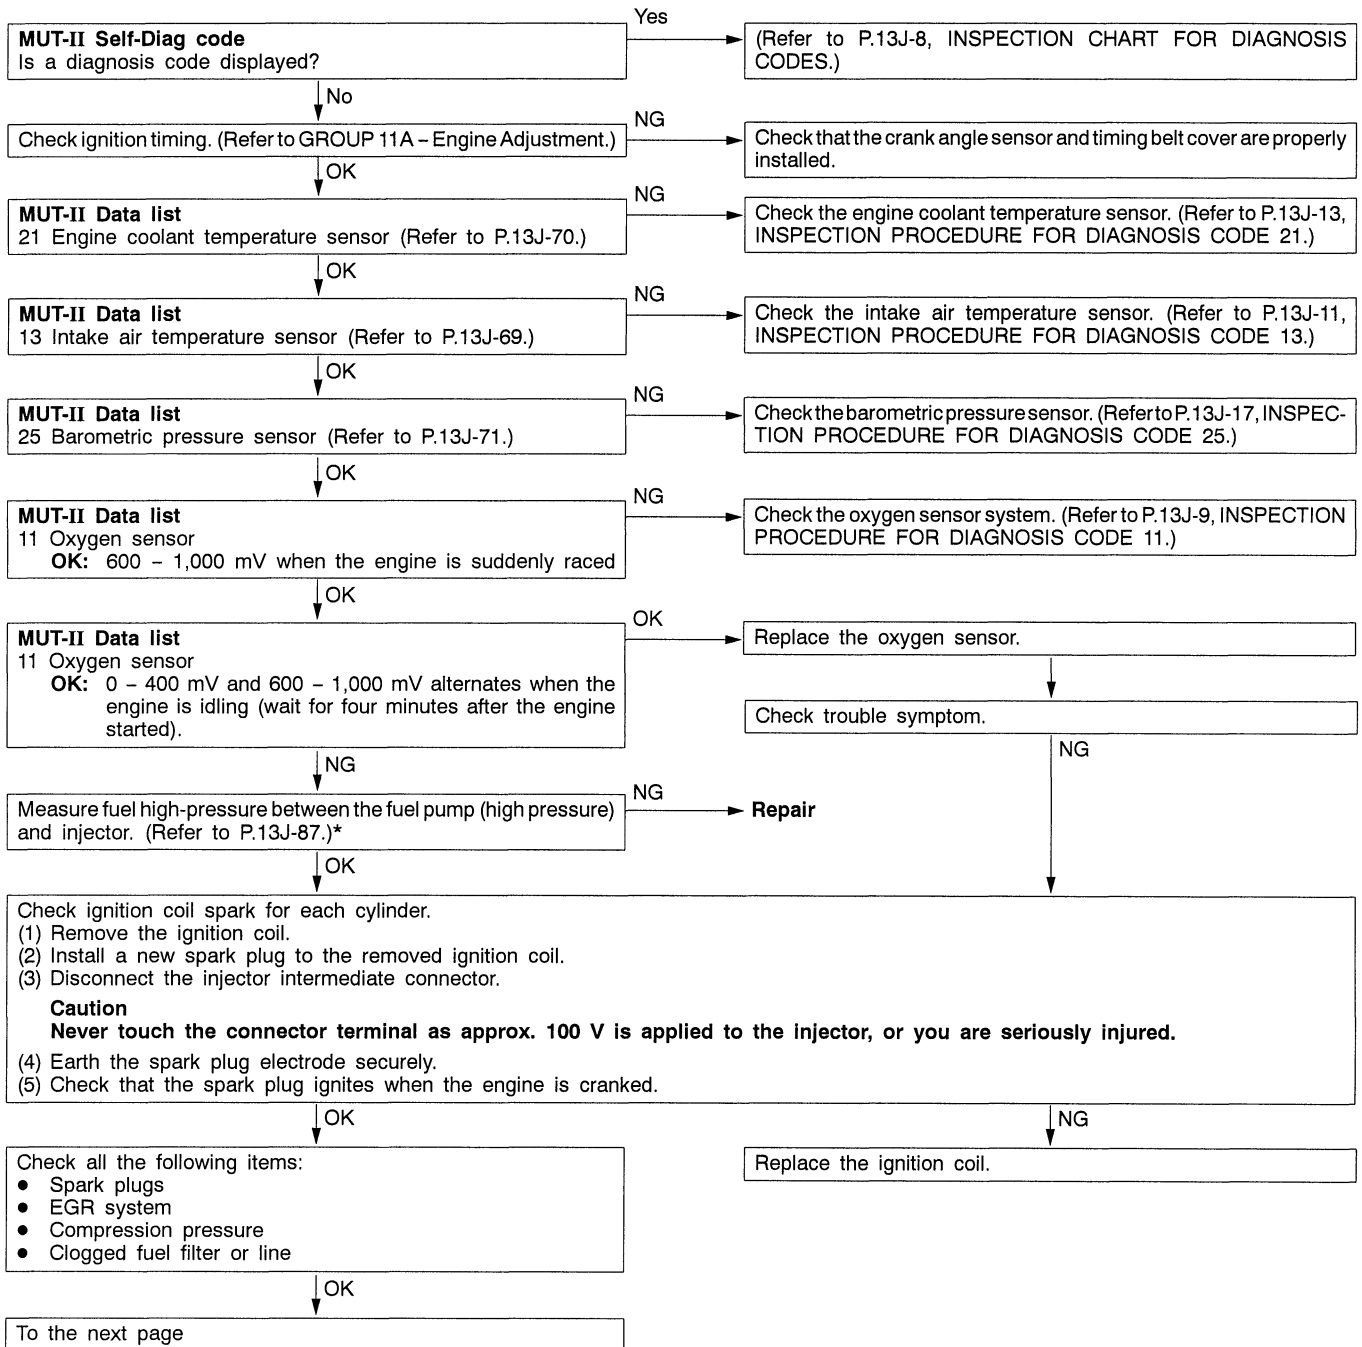 Yes
MUT-II Self-Diag code
Is a diagnosis code displayed?
(Refer to P.13J-8, INSPECTION CHART FOR DIAGNOSIS
CODES.)
No
Check ignition timing. (Refer to GROUP 11A – Engine Adjustment.)
NG
Check that the crank angle sensor and timing belt cover are properly
installed.
OK
MUT-II Data list
21 Engine coolant temperature sensor (Refer to P.13J-70.)
NG
Check the engine coolant temperature sensor. (Refer to P.13J-13,
INSPECTION PROCEDURE FOR DIAGNOSIS CODE 21.)
OK
MUT-II Data list
13 Intake air temperature sensor (Refer to P.13J-69.)
NG
Check the intake air temperature sensor. (Refer to P.13J-11,
INSPECTION PROCEDURE FOR DIAGNOSIS CODE 13.)
OK
MUT-II Data list
25 Barometric pressure sensor (Refer to P.13J-71.)
NG
Check the barometric pressure sensor. (Refer to P.13J-17, INSPEC-
TION PROCEDURE FOR DIAGNOSIS CODE 25.)
OK
MUT-II Data list
11 Oxygen sensor
OK: 600 – 1,000 mV when the engine is suddenly raced
NG
Check the oxygen sensor system. (Refer to P.13J-9, INSPECTION
PROCEDURE FOR DIAGNOSIS CODE 11.)
OK
MUT-II Data list
11 Oxygen sensor
OK: 0 – 400 mV and 600 – 1,000 mV alternates when the
engine is idling (wait for four minutes after the engine
started).
OK
Replace the oxygen sensor.
Check trouble symptom.
NG
NG
Measure fuel high-pressure between the fuel pump (high pressure)
and injector. (Refer to P.13J-87.)*
NG
Repair
OK
Check ignition coil spark for each cylinder.
(1) Remove the ignition coil.
(2) Install a new spark plug to the removed ignition coil.
(3) Disconnect the injector intermediate connector.
Caution
Never touch the connector terminal as approx. 100 V is applied to the injector, or you are seriously injured.
(4) Earth the spark plug electrode securely.
(5) Check that the spark plug ignites when the engine is cranked.
OK
NG
Check all the following items:
● Spark plugs
● EGR system
● Compression pressure
● Clogged fuel filter or line
Replace the ignition coil.
OK
To the next page